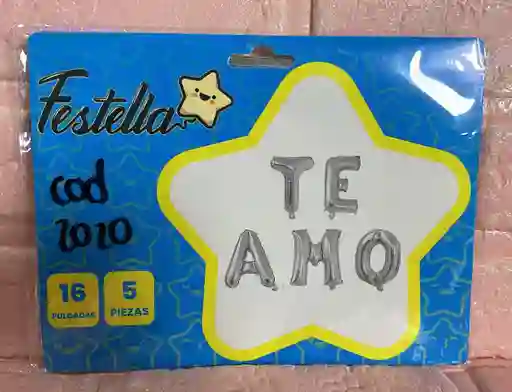 Festella
cod
2020
16
PULGADAS
5
PIEZAS
TE
AMO